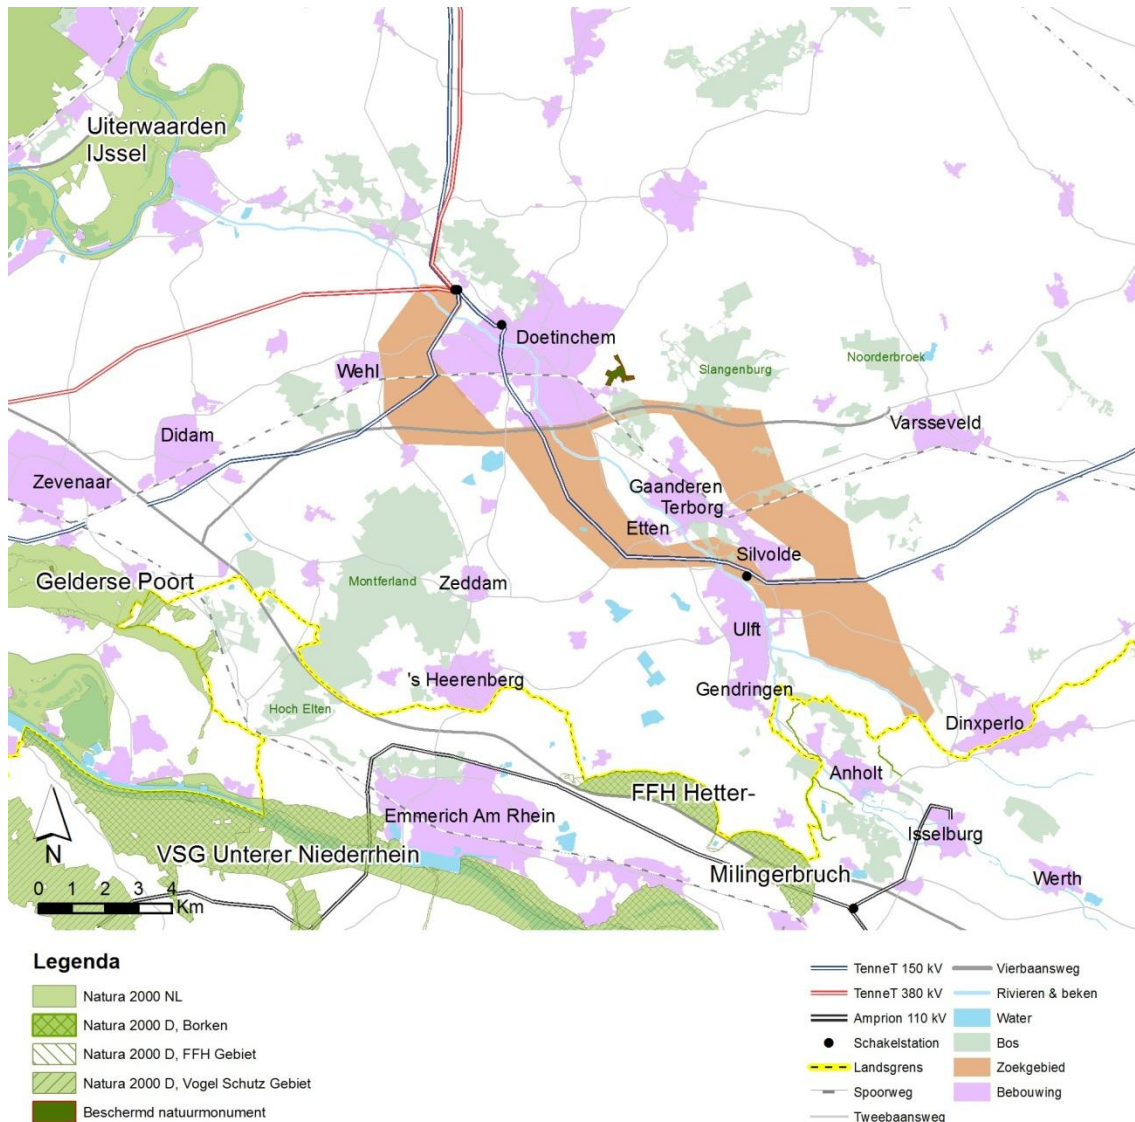 Uiterwaarden
IJssel
Doetinchem
Wehl
Slangenburg
Noorderbroek
Didam
Varsseveld
Zevenaar
Gaanderen
Terborg
Etten
Silvolde
Gelderse Poort
Montferland
Zeddam
Ulft
's Heerenberg
Gendringen
Hoch Elten
Dinxperlo
Anholt
FFH Hetter-
Emmerich Am Rhein
Isselburg
N
VSG Unterer Niederrhein
Milingerbruch
Werth
0 1 2 3 4
Km
Legenda
Natura 2000 NL
Natura 2000 D, Borken
Natura 2000 D, FFH Gebiet
Natura 2000 D, Vogel Schutz Gebiet
Beschermd natuurmonument
TenneT 150 kV
TenneT 380 kV
Amprion 110 kV
Schakelstation
Landsgrens
Spoorweg
Tweebaansweg
Vierbaansweg
Rivieren & beken
Water
Bos
Zoekgebied
Bebouwing